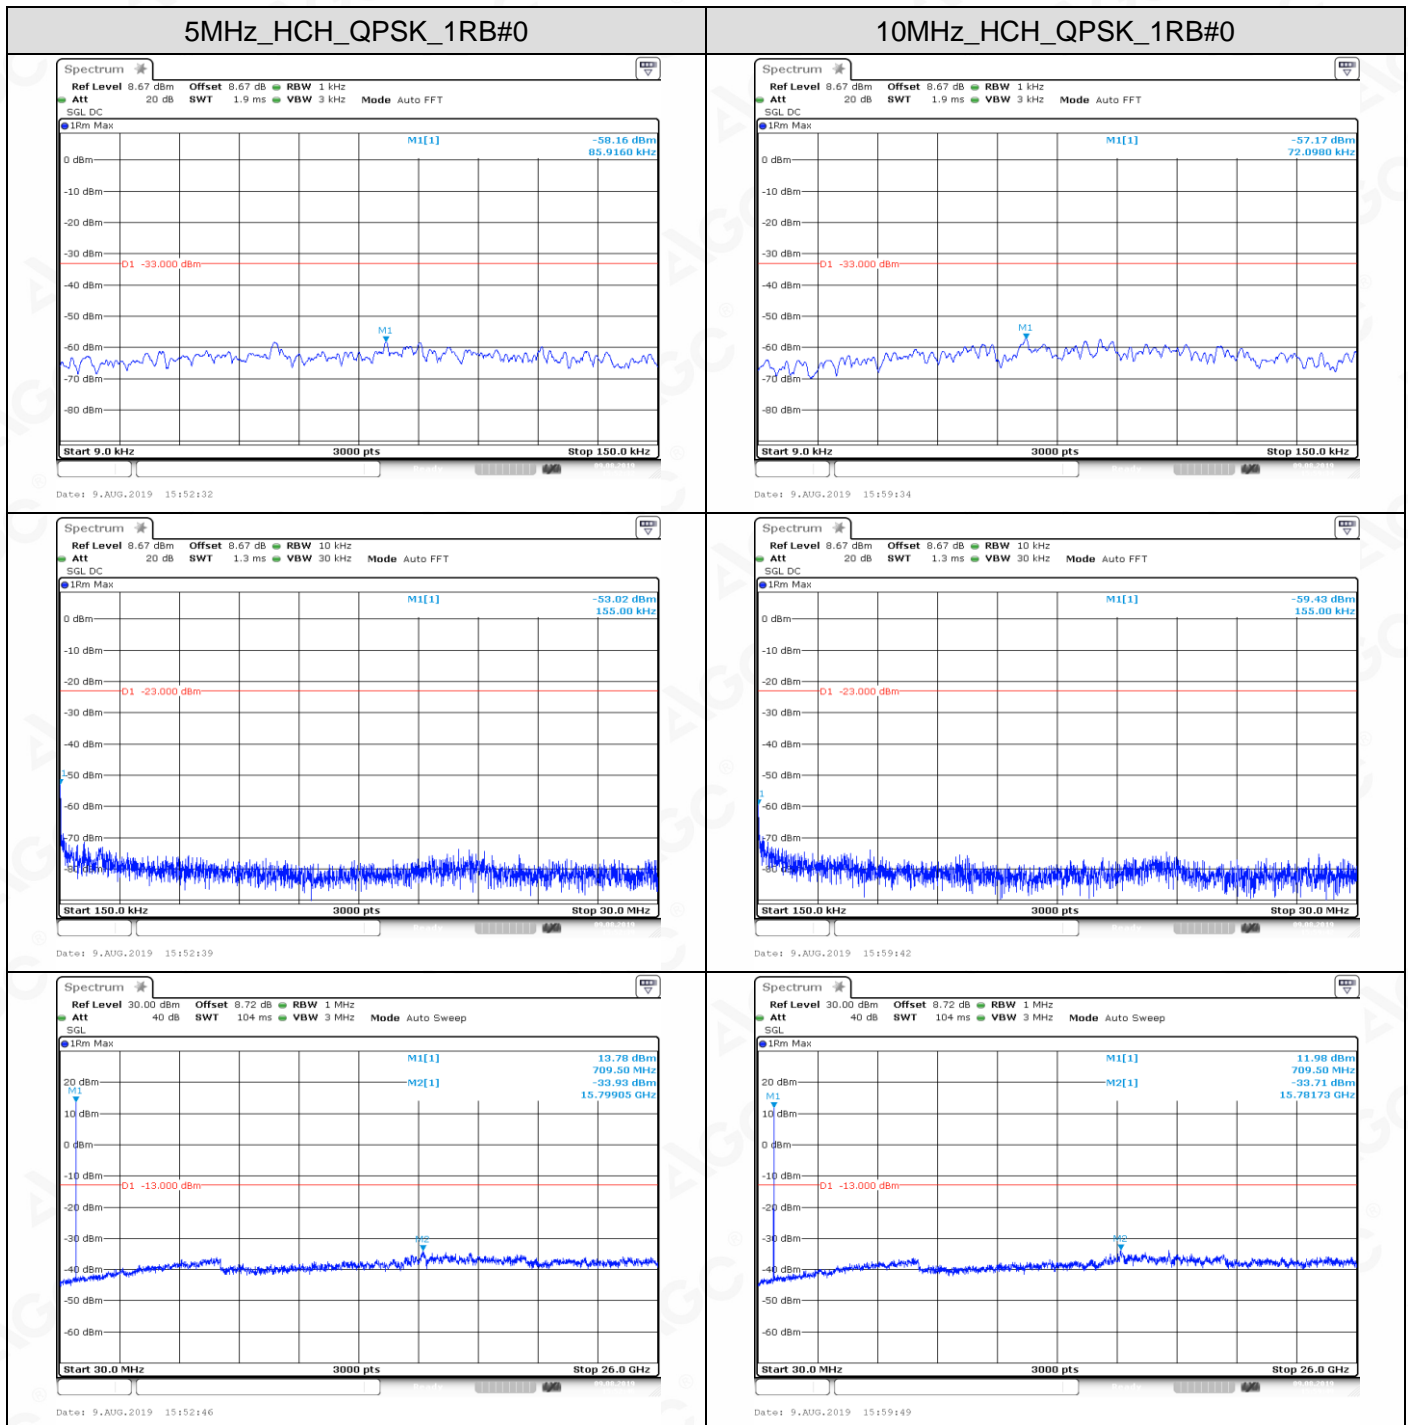 5MHz_HCH_QPSK_1RB#0
10MHz_HCH_QPSK_1RB#0
Spectrum
Ref Level 8.67 dBm Offset 8.67 dB RBW 1 kHz
Att 20 dB SWT 1.9 ms VBW 3 kHz Mode Auto FFT
SGL DC
1Rm Max
M1[1] -58.16 dBm
85.9160 kHz
0 dBm
-10 dBm
-20 dBm
-30 dBm
D1 -33.000 dBm
-40 dBm
-50 dBm
M1
-60 dBm
-70 dBm
-80 dBm
Start 9.0 kHz 3000 pts Stop 150.0 kHz
Date: 9.AUG.2019 15:52:32
Spectrum
Ref Level 8.67 dBm Offset 8.67 dB RBW 1 kHz
Att 20 dB SWT 1.9 ms VBW 3 kHz Mode Auto FFT
SGL DC
1Rm Max
M1[1] -57.17 dBm
72.0980 kHz
0 dBm
-10 dBm
-20 dBm
-30 dBm
D1 -33.000 dBm
-40 dBm
-50 dBm
M1
-60 dBm
-70 dBm
-80 dBm
Start 9.0 kHz 3000 pts Stop 150.0 kHz
Date: 9.AUG.2019 15:59:34
Spectrum
Ref Level 8.67 dBm Offset 8.67 dB RBW 10 kHz
Att 20 dB SWT 1.3 ms VBW 30 kHz Mode Auto FFT
SGL DC
1Rm Max
M1[1] -53.02 dBm
155.00 kHz
0 dBm
-10 dBm
-20 dBm
D1 -23.000 dBm
-30 dBm
-40 dBm
-50 dBm
-60 dBm
-70 dBm
-80 dBm
Start 150.0 kHz 3000 pts Stop 30.0 MHz
Date: 9.AUG.2019 15:52:39
Spectrum
Ref Level 8.67 dBm Offset 8.67 dB RBW 10 kHz
Att 20 dB SWT 1.3 ms VBW 30 kHz Mode Auto FFT
SGL DC
1Rm Max
M1[1] -59.43 dBm
155.00 kHz
0 dBm
-10 dBm
-20 dBm
D1 -23.000 dBm
-30 dBm
-40 dBm
-50 dBm
-60 dBm
-70 dBm
-80 dBm
Start 150.0 kHz 3000 pts Stop 30.0 MHz
Date: 9.AUG.2019 15:59:42
Spectrum
Ref Level 30.00 dBm Offset 8.72 dB RBW 1 MHz
Att 40 dB SWT 104 ms VBW 3 MHz Mode Auto Sweep
SGL
1Rm Max
M1[1] 13.78 dBm
709.50 MHz
20 dBm M2[1] -33.93 dBm
M1 15.79905 GHz
10 dBm
0 dBm
-10 dBm
D1 -13.000 dBm
-20 dBm
-30 dBm
M2
-40 dBm
-50 dBm
-60 dBm
Start 30.0 MHz 3000 pts Stop 26.0 GHz
Date: 9.AUG.2019 15:52:46
Spectrum
Ref Level 30.00 dBm Offset 8.72 dB RBW 1 MHz
Att 40 dB SWT 104 ms VBW 3 MHz Mode Auto Sweep
SGL
1Rm Max
M1[1] 11.98 dBm
709.50 MHz
20 dBm M2[1] -33.71 dBm
M1 15.78173 GHz
10 dBm
0 dBm
-10 dBm
D1 -13.000 dBm
-20 dBm
-30 dBm
M2
-40 dBm
-50 dBm
-60 dBm
Start 30.0 MHz 3000 pts Stop 26.0 GHz
Date: 9.AUG.2019 15:59:49